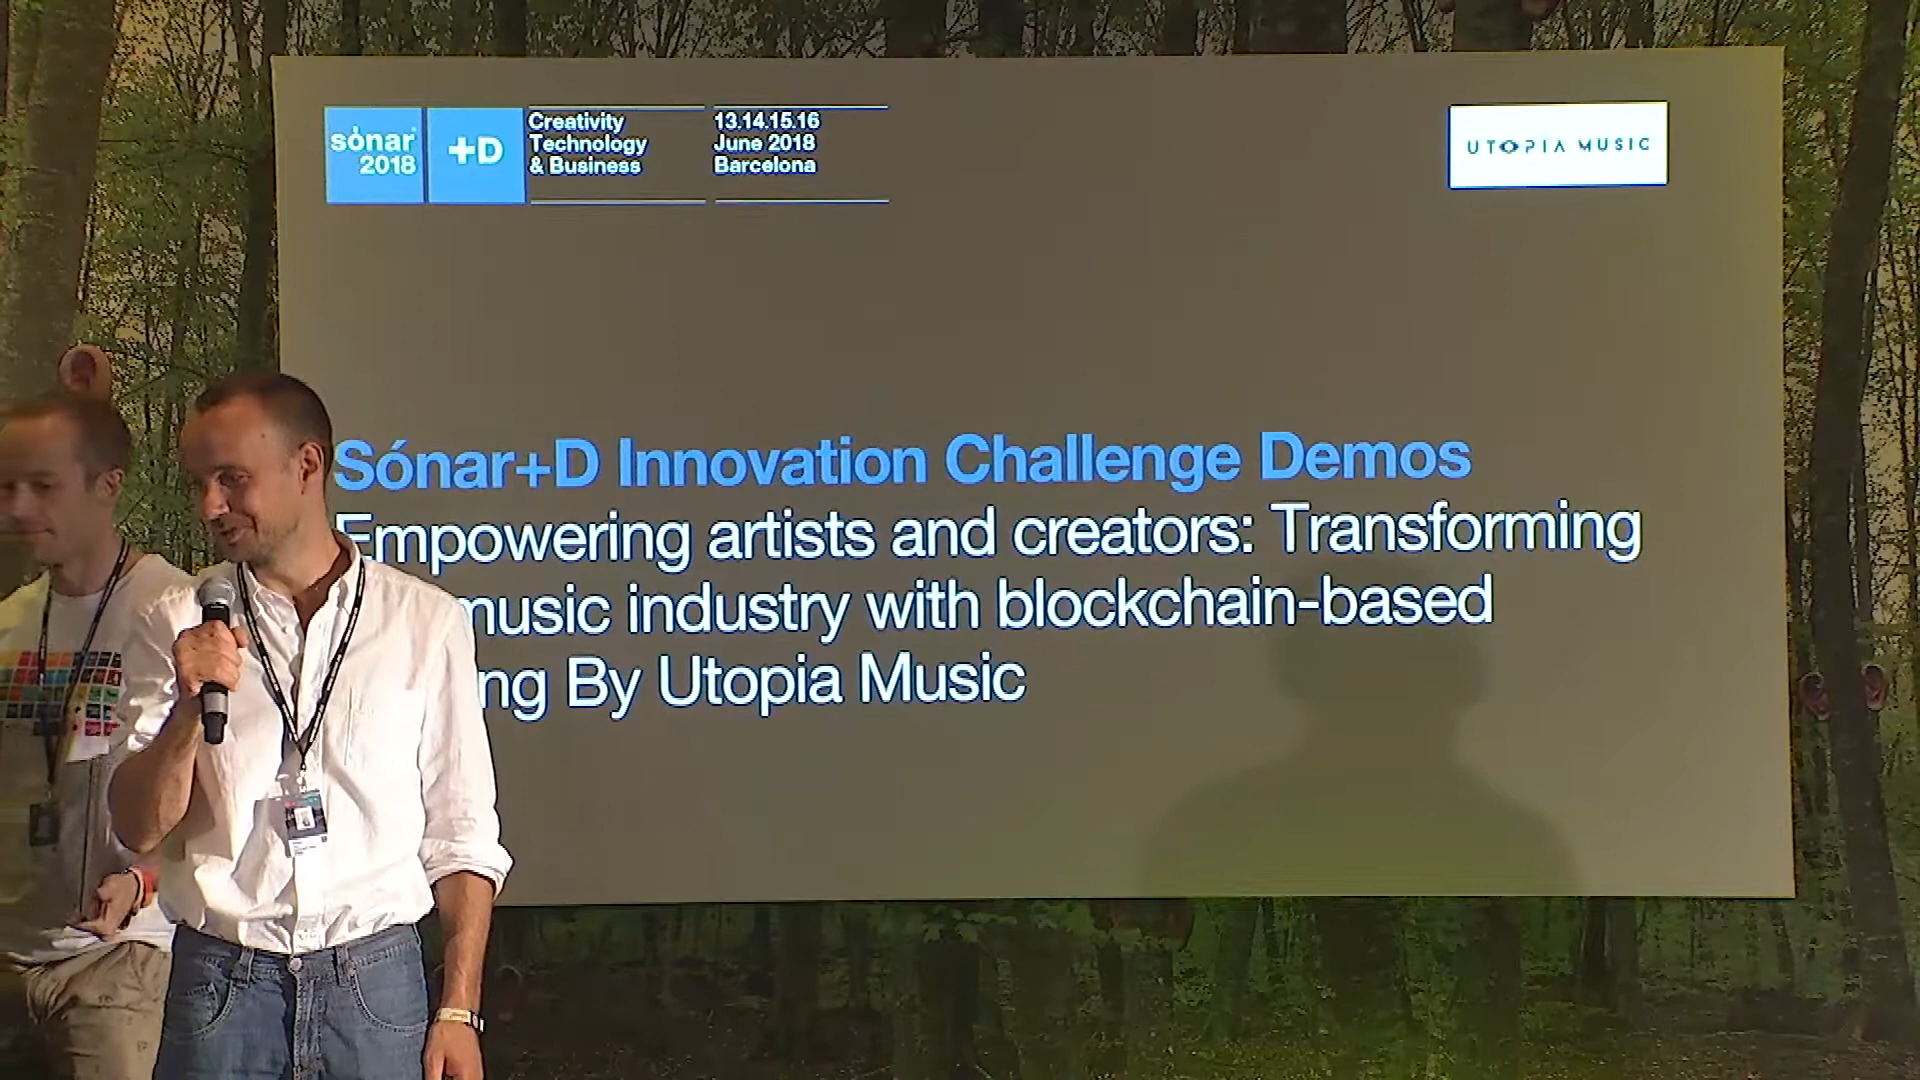 sónar
2018
+D
Creativity
Technology
& Business
13.14.15.16
June 2018
Barcelona
UTOPIA MUSIC
Sónar+D Innovation Challenge Demos
Empowering artists and creators: Transforming
music industry with blockchain-based
By Utopia Music